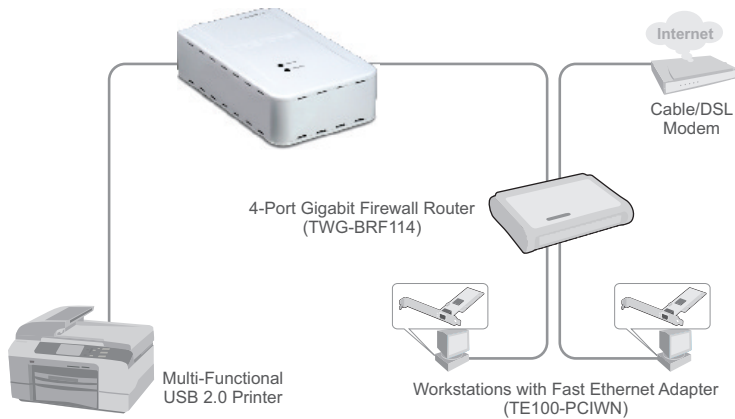 Internet
Cable/DSL
Modem
4-Port Gigabit Firewall Router
(TWG-BRF114)
Multi-Functional
USB 2.0 Printer
Workstations with Fast Ethernet Adapter
(TE100-PCIWN)